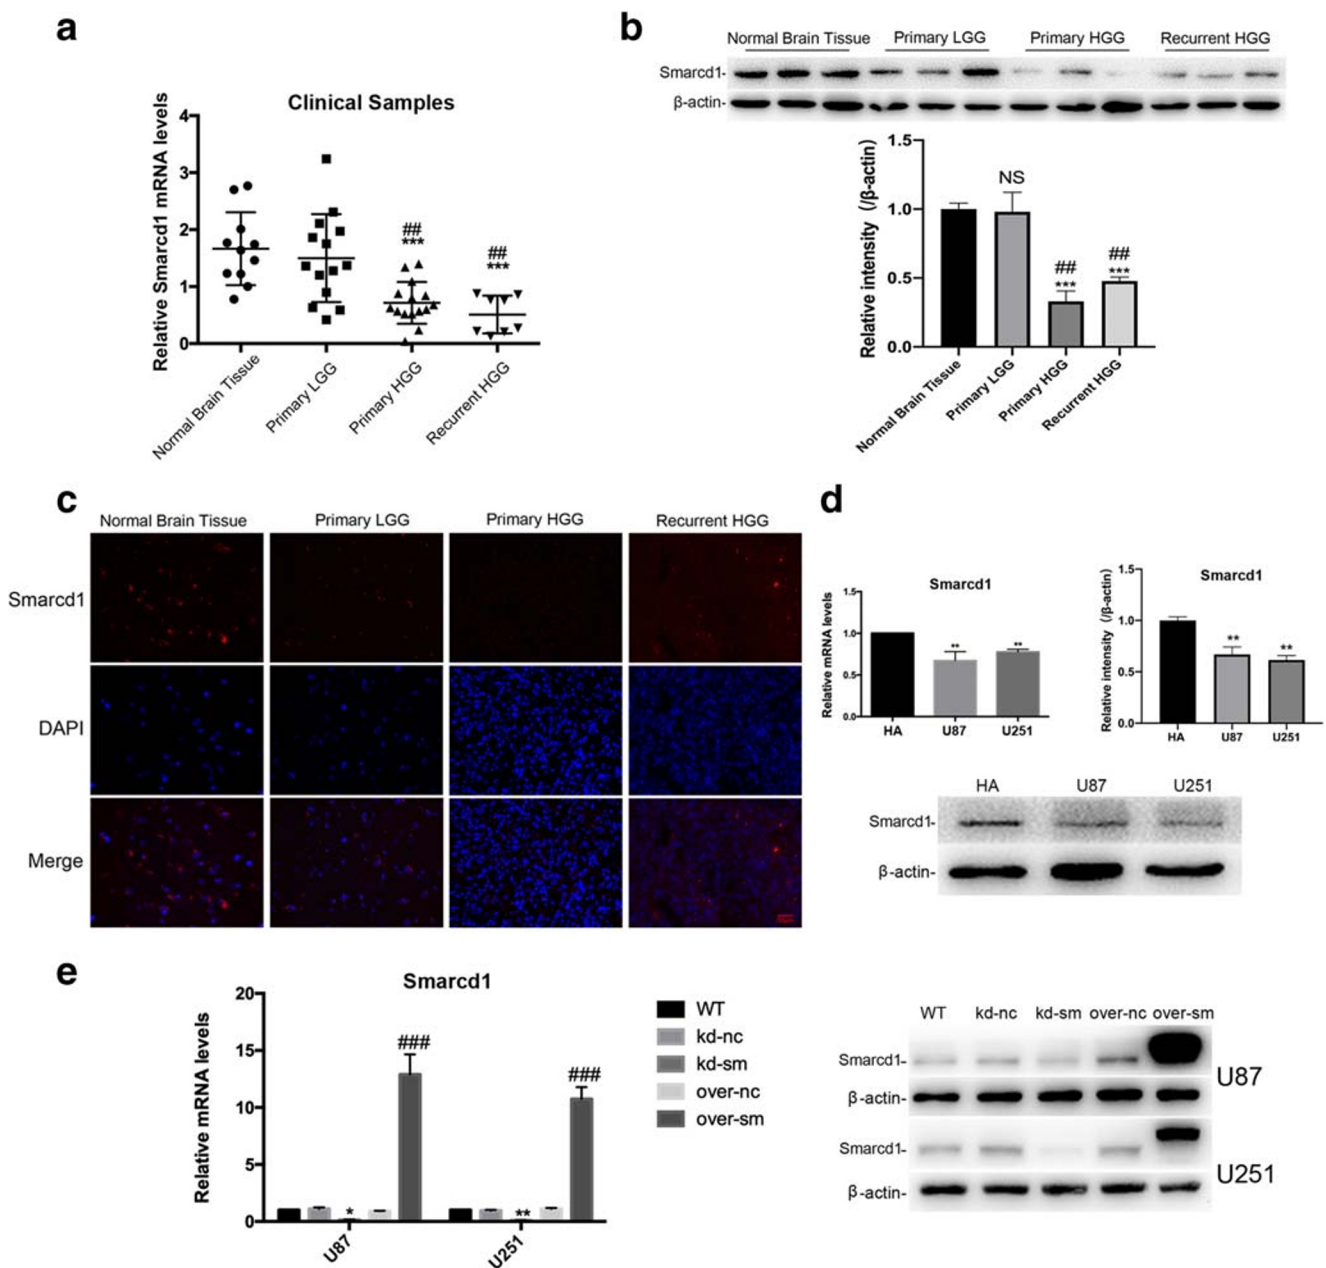 a
Clinical Samples
Relative Smarcd1 mRNA levels
4
3
2
1
0
##
***
##
***
Normal Brain Tissue
Primary LGG
Primary HGG
Recurrent HGG
b
Normal Brain Tissue Primary LGG Primary HGG Recurrent HGG
Smarcd1-
β-actin-
Relative intensity (/β-actin)
1.5
1.0
0.5
0.0
NS
##
***
##
***
Normal Brain Tissue
Primary LGG
Primary HGG
Recurrent HGG
c
Normal Brain Tissue Primary LGG Primary HGG Recurrent HGG
Smarcd1
DAPI
Merge
d
Smarcd1
Relative mRNA levels
1.5
1.0
0.5
0.0
**
**
HA U87 U251
Smarcd1
Relative intensity (/β-actin)
1.5
1.0
0.5
0.0
**
**
HA U87 U251
HA U87 U251
Smarcd1-
β-actin-
e
Smarcd1
Relative mRNA levels
20
15
10
5
0
*
###
**
###
U87
U251
WT
kd-nc
kd-sm
over-nc
over-sm
WT kd-nc kd-sm over-nc over-sm
Smarcd1-
β-actin-
U87
Smarcd1-
β-actin-
U251